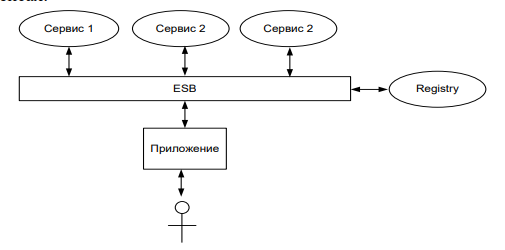 Сервис 1
Сервис 2
Сервис 2
ESB
Registry
Приложение